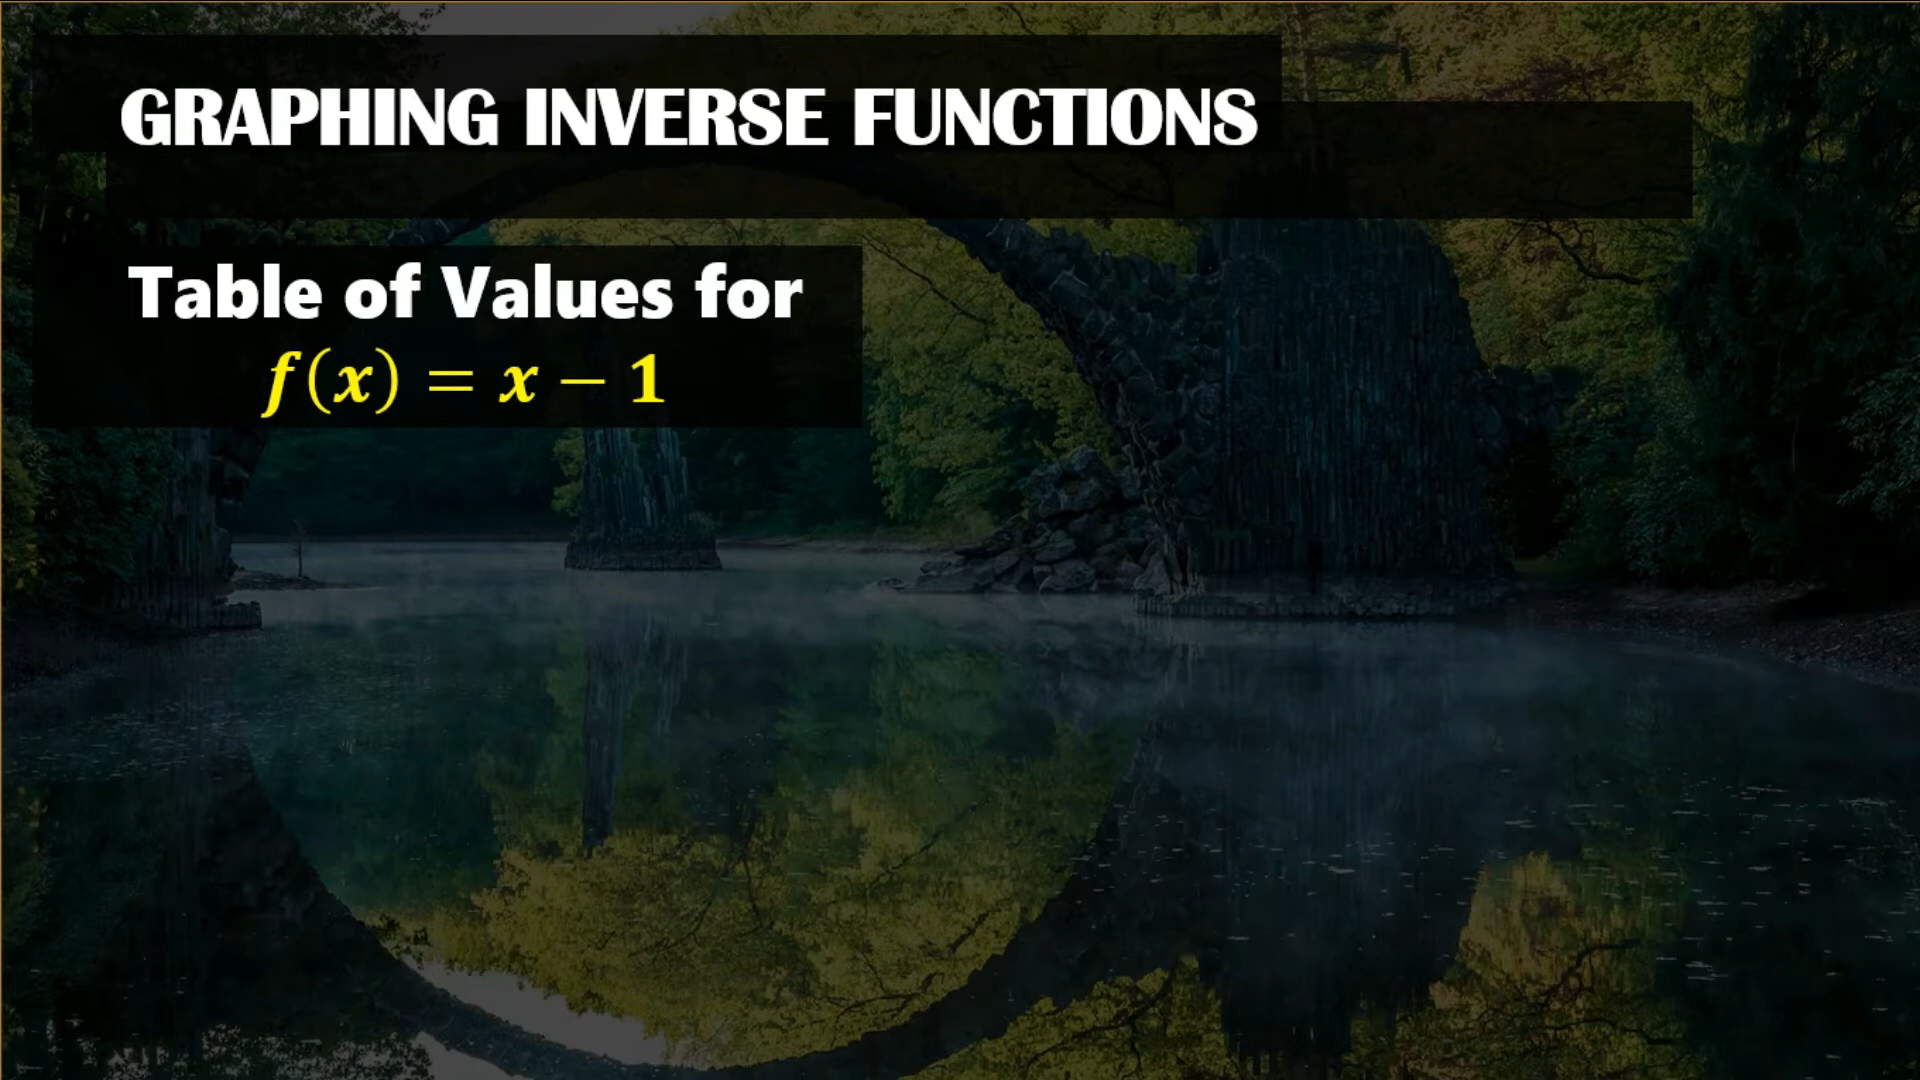 GRAPHING INVERSE FUNCTIONS
Table of Values for
f(x) = x − 1